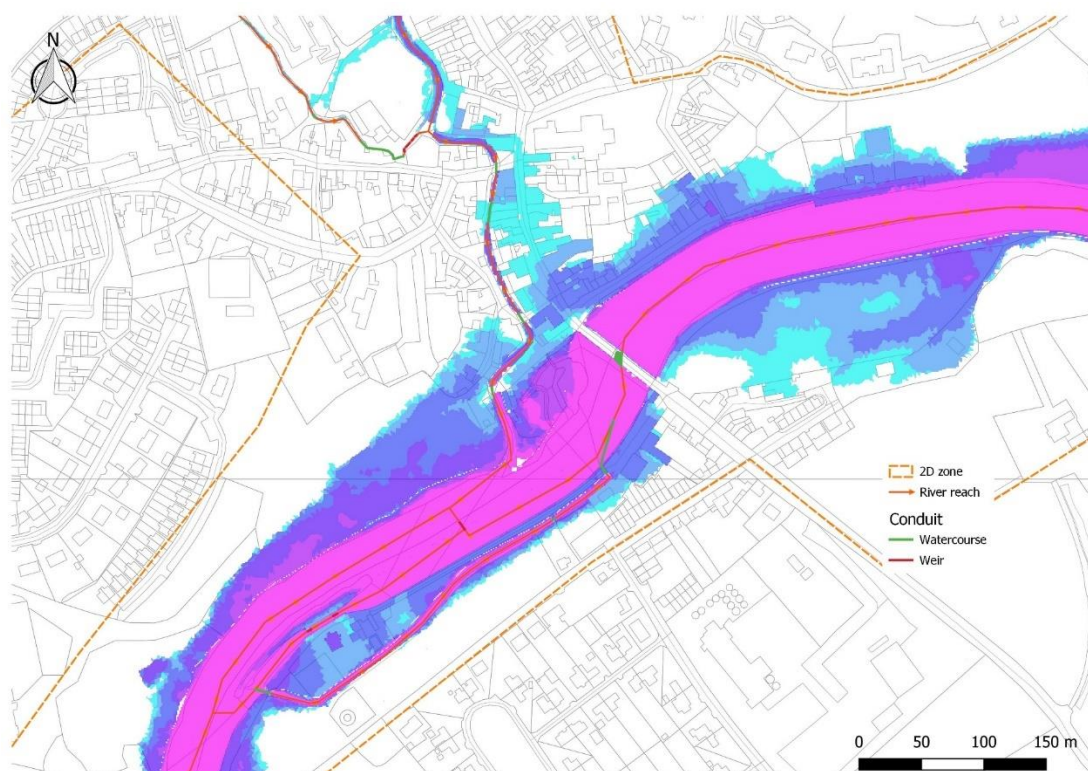 N
2D zone
River reach
Conduit
Watercourse
Weir
0 50 100 150 m